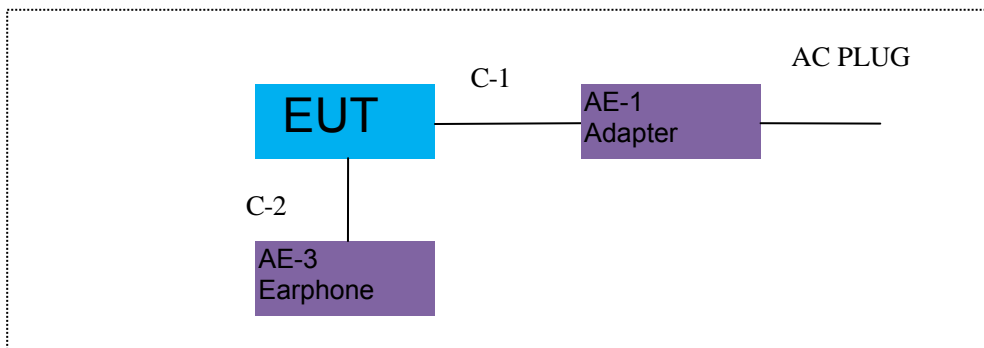 AC PLUG
C-1
EUT
AE-1
Adapter
C-2
AE-3
Earphone